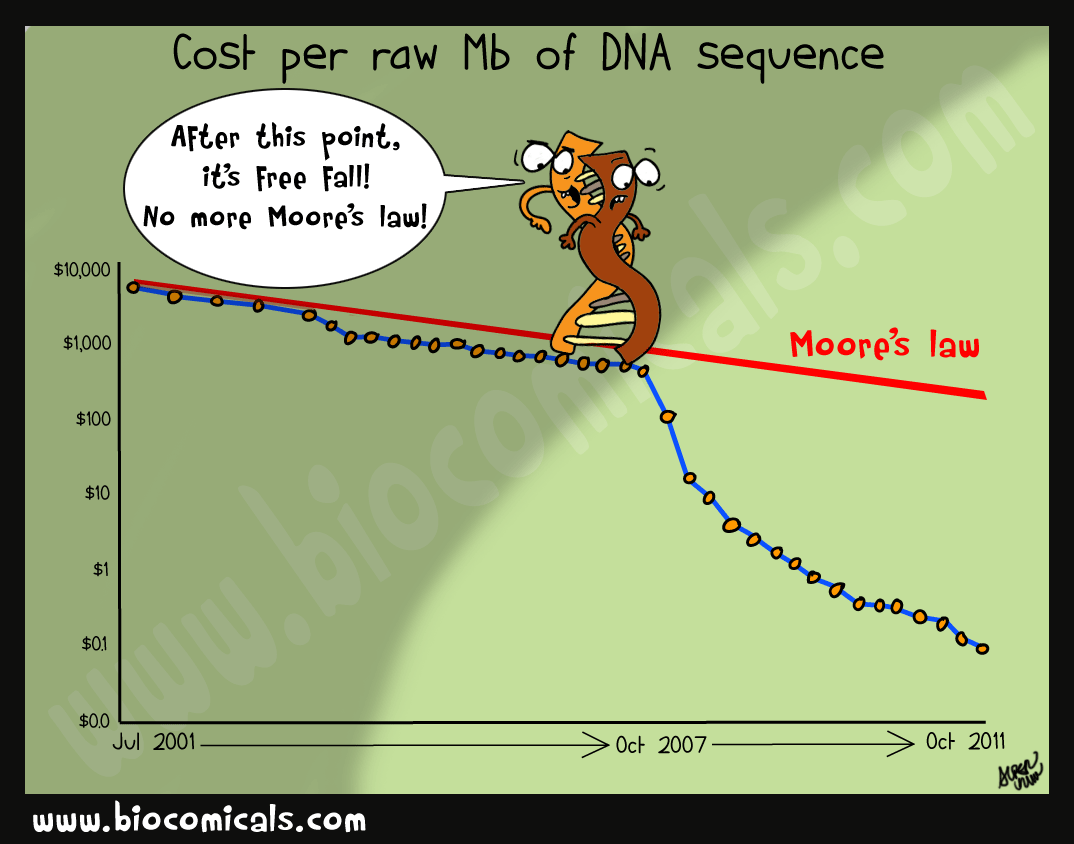 Cost per raw Mb of DNA sequence
After this point,
it's Free Fall!
No more Moore's law!
$10,000
$1,000
Moore's law
$100
$10
$1
$0.1
$0.0
Jul 2001
Oct 2007
Oct 2011
www.biocomicals.com
www.biocomicals.com